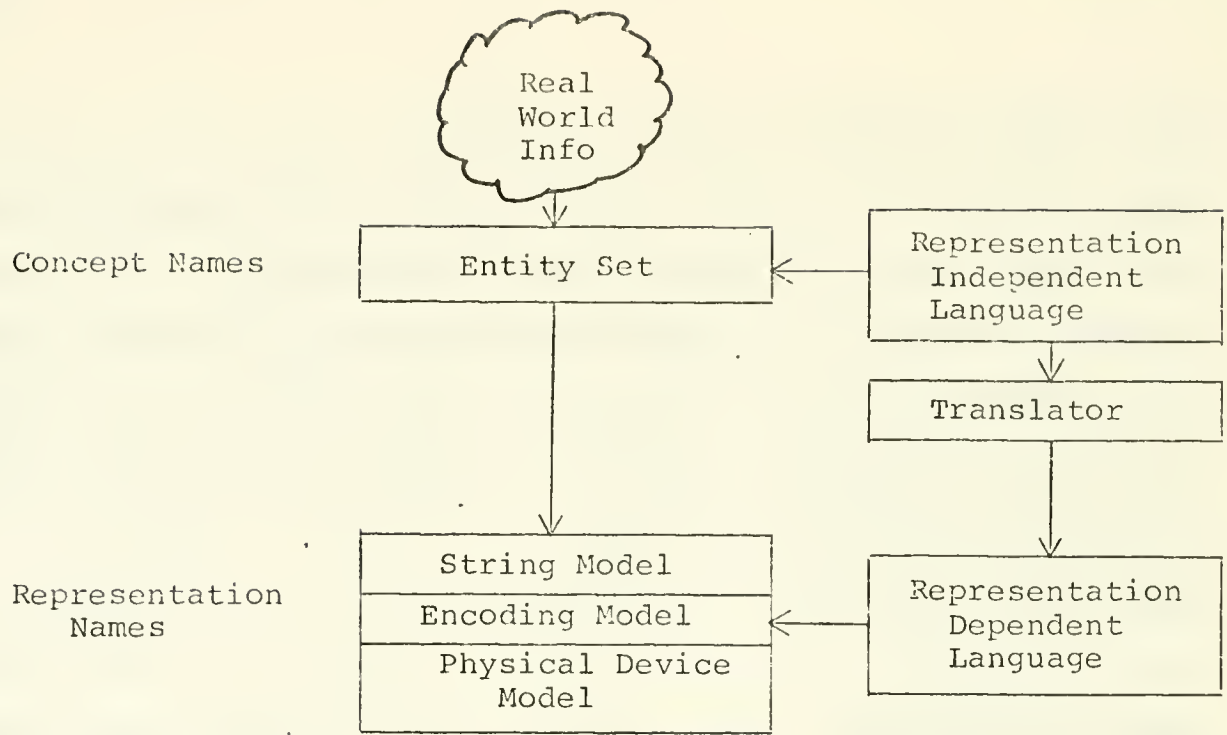 Real
World
Info
Concept Names
Entity Set
Representation
Independent
Language
Translator
String Model
Encoding Model
Physical Device
Model
Representation
Names
Representation
Dependent
Language